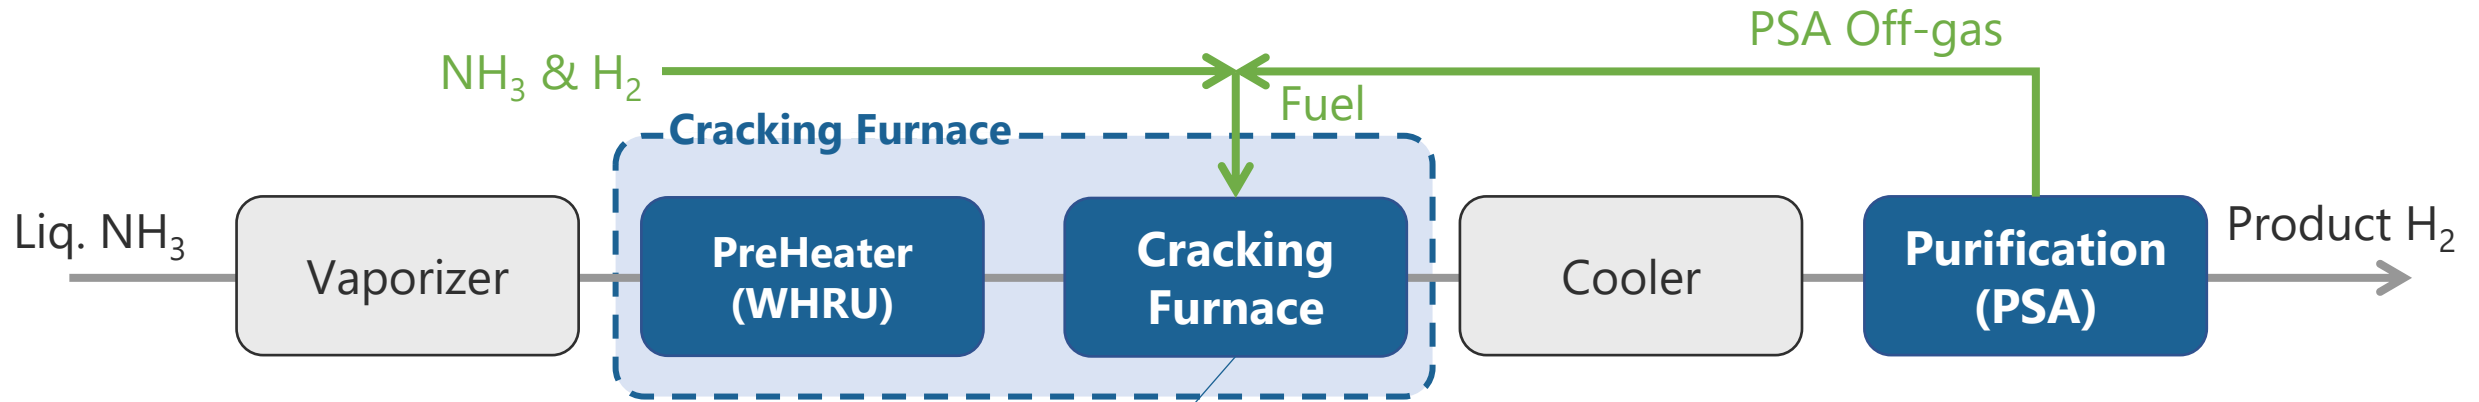 PSA Off-gas
NH₃ & H₂
Fuel
Cracking Furnace
Liq. NH₃
Vaporizer
PreHeater
(WHRU)
Cracking
Furnace
Cooler
Purification
(PSA)
Product H₂